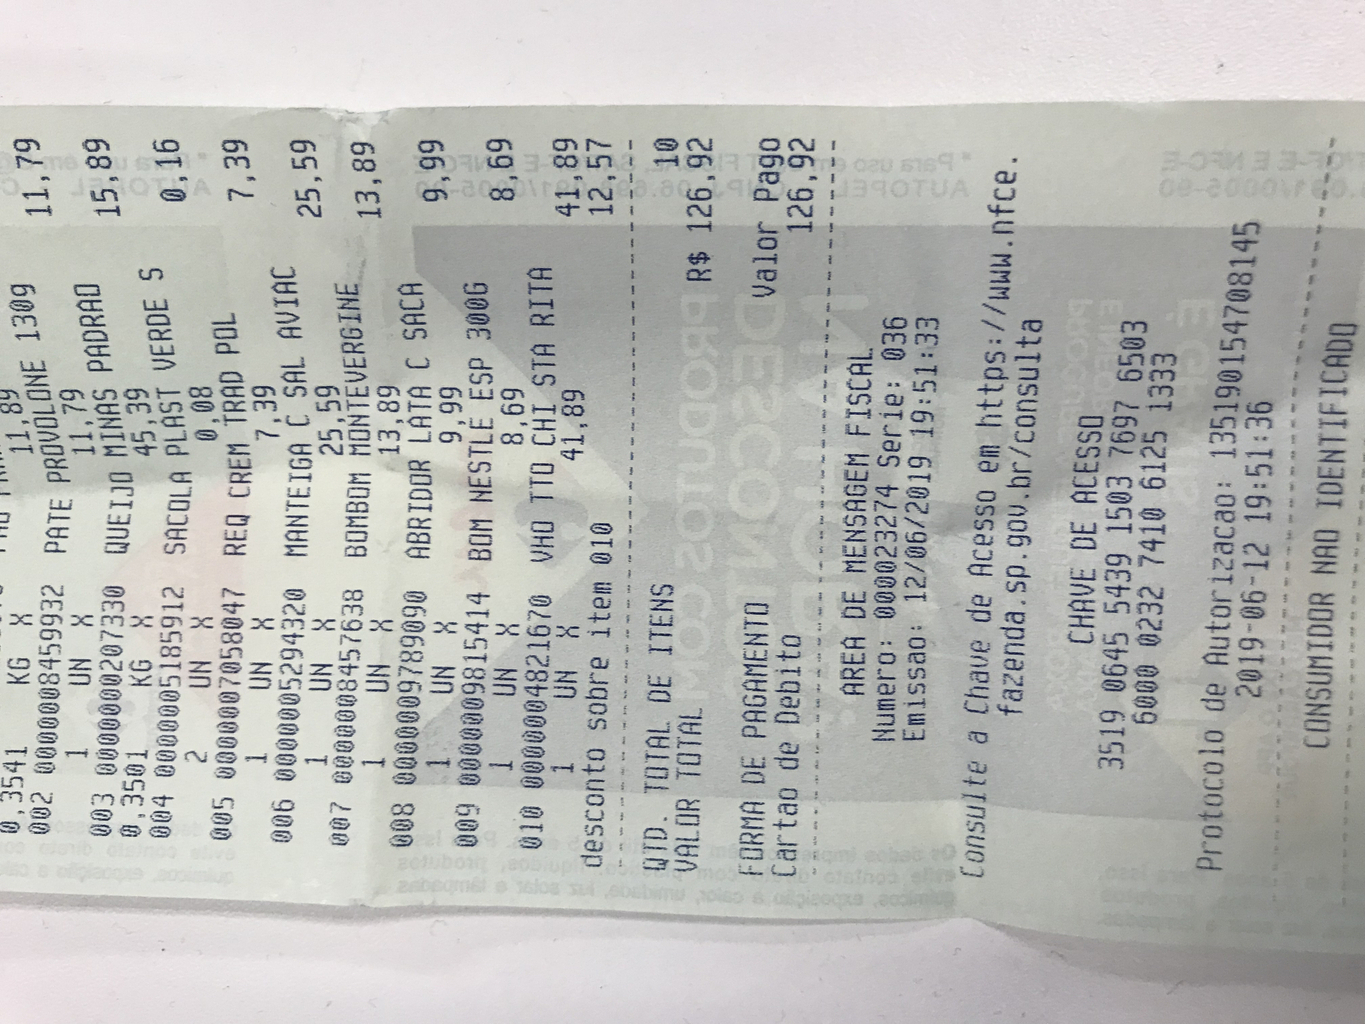 11,89
0,3541 KG X
002 0000008459932 PATE PROVOLONE 130g
1 UN X 11,79 11,79
003 0000000207330 QUEIJO MINAS PADRAO
0,3501 KG X 45,39 15,89
004 00000005185912 SACOLA PLAST VERDE S
2 UN X 0,08 0,16
005 0000007058047 REQ CREM TRAD POL
1 UN X 7,39 7,39
006 0000005294320 MANTEIGA C SAL AVIAC
1 UN X 25,59 25,59
007 0000008457638 BOMBOM MONTEVERGINE
1 UN X 13,89 13,89
008 0000009789090 ABRIDOR LATA C SACA
1 UN X 9,99 9,99
009 0000009815414 BOM NESTLE ESP 300G
1 UN X 8,69 8,69
010 0000004821670 VHO TTO CHI STA RITA
1 UN X 41,89 41,89
desconto sobre item 010 12,57
QTD. TOTAL DE ITENS 10
VALOR TOTAL R$ 126,92
FORMA DE PAGAMENTO Valor Pago
Cartao de Debito 126,92
AREA DE MENSAGEM FISCAL
Numero: 000023274 Serie: 036
Emissao: 12/06/2019 19:51:33
Consulte a Chave de Acesso em https://www.nfce.
fazenda.sp.gov.br/consulta
CHAVE DE ACESSO
3519 0645 5439 1503 7697 6503
6000 0232 7410 6125 1333
Protocolo de Autorizacao: 135190154708145
2019-06-12 19:51:36
CONSUMIDOR NAO IDENTIFICADO